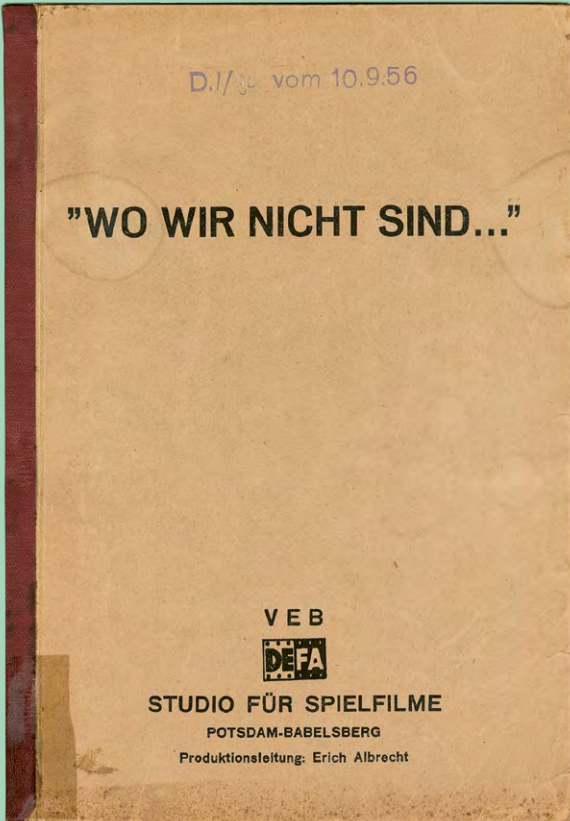 D.I/ vom 10.9.56
"WO WIR NICHT SIND..."
VEB
DEFA
STUDIO FÜR SPIELFILME
POTSDAM-BABELSBERG
Produktionsleitung: Erich Albrecht